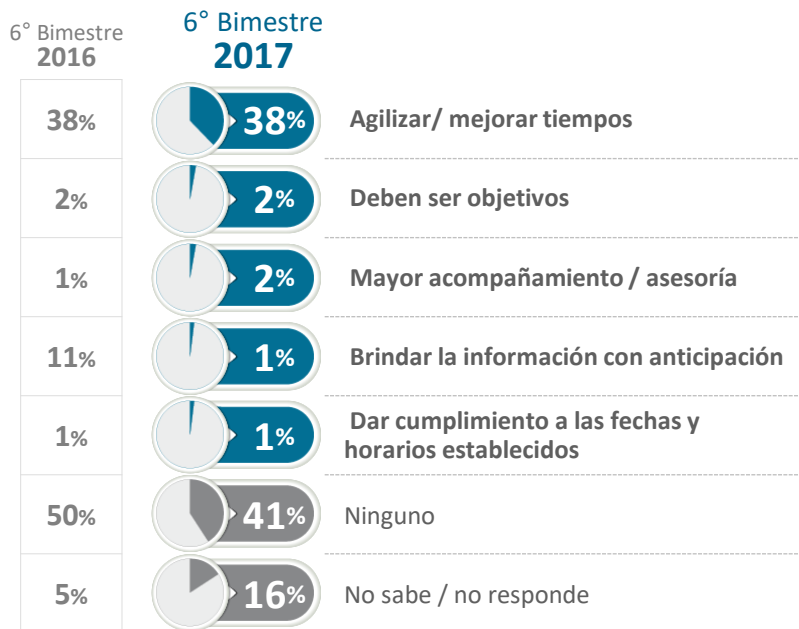 6° Bimestre
2016
6° Bimestre
2017
38% 38% Agilizar/ mejorar tiempos
2% 2% Deben ser objetivos
1% 2% Mayor acompañamiento / asesoría
11% 1% Brindar la información con anticipación
1% 1% Dar cumplimiento a las fechas y
horarios establecidos
50% 41% Ninguno
5% 16% No sabe / no responde